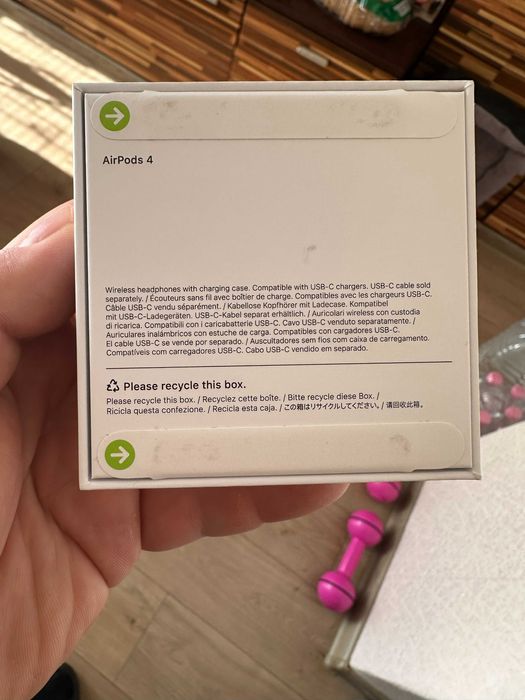 AirPods 4
Wireless headphones with charging case. Compatible with USB-C chargers. USB-C cable sold
separately. / Écouteurs sans fil avec boîtier de charge. Compatibles avec les chargeurs USB-C.
Câble USB-C vendu séparément. / Kabellose Kopfhörer mit Ladecase. Kompatibel
mit USB-C-Ladegeräten. USB-C-Kabel separat erhältlich. / Auricolari wireless con custodia
di ricarica. Compatibili con i caricabatterie USB-C. Cavo USB-C venduto separatamente. /
Auriculares inalámbricos con estuche de carga. Compatibles con cargadores USB-C.
El cable USB-C se vende por separado. / Auscultadores sem fios com caixa de carregamento.
Compatíveis com carregadores USB-C. Cabo USB-C vendido em separado.
Please recycle this box.
Please recycle this box. / Recyclez cette boîte. / Bitte recycle diese Box. /
Ricicla questa confezione. / Recicla esta caja. / この箱はリサイクルしてください。/ 请回收此箱。